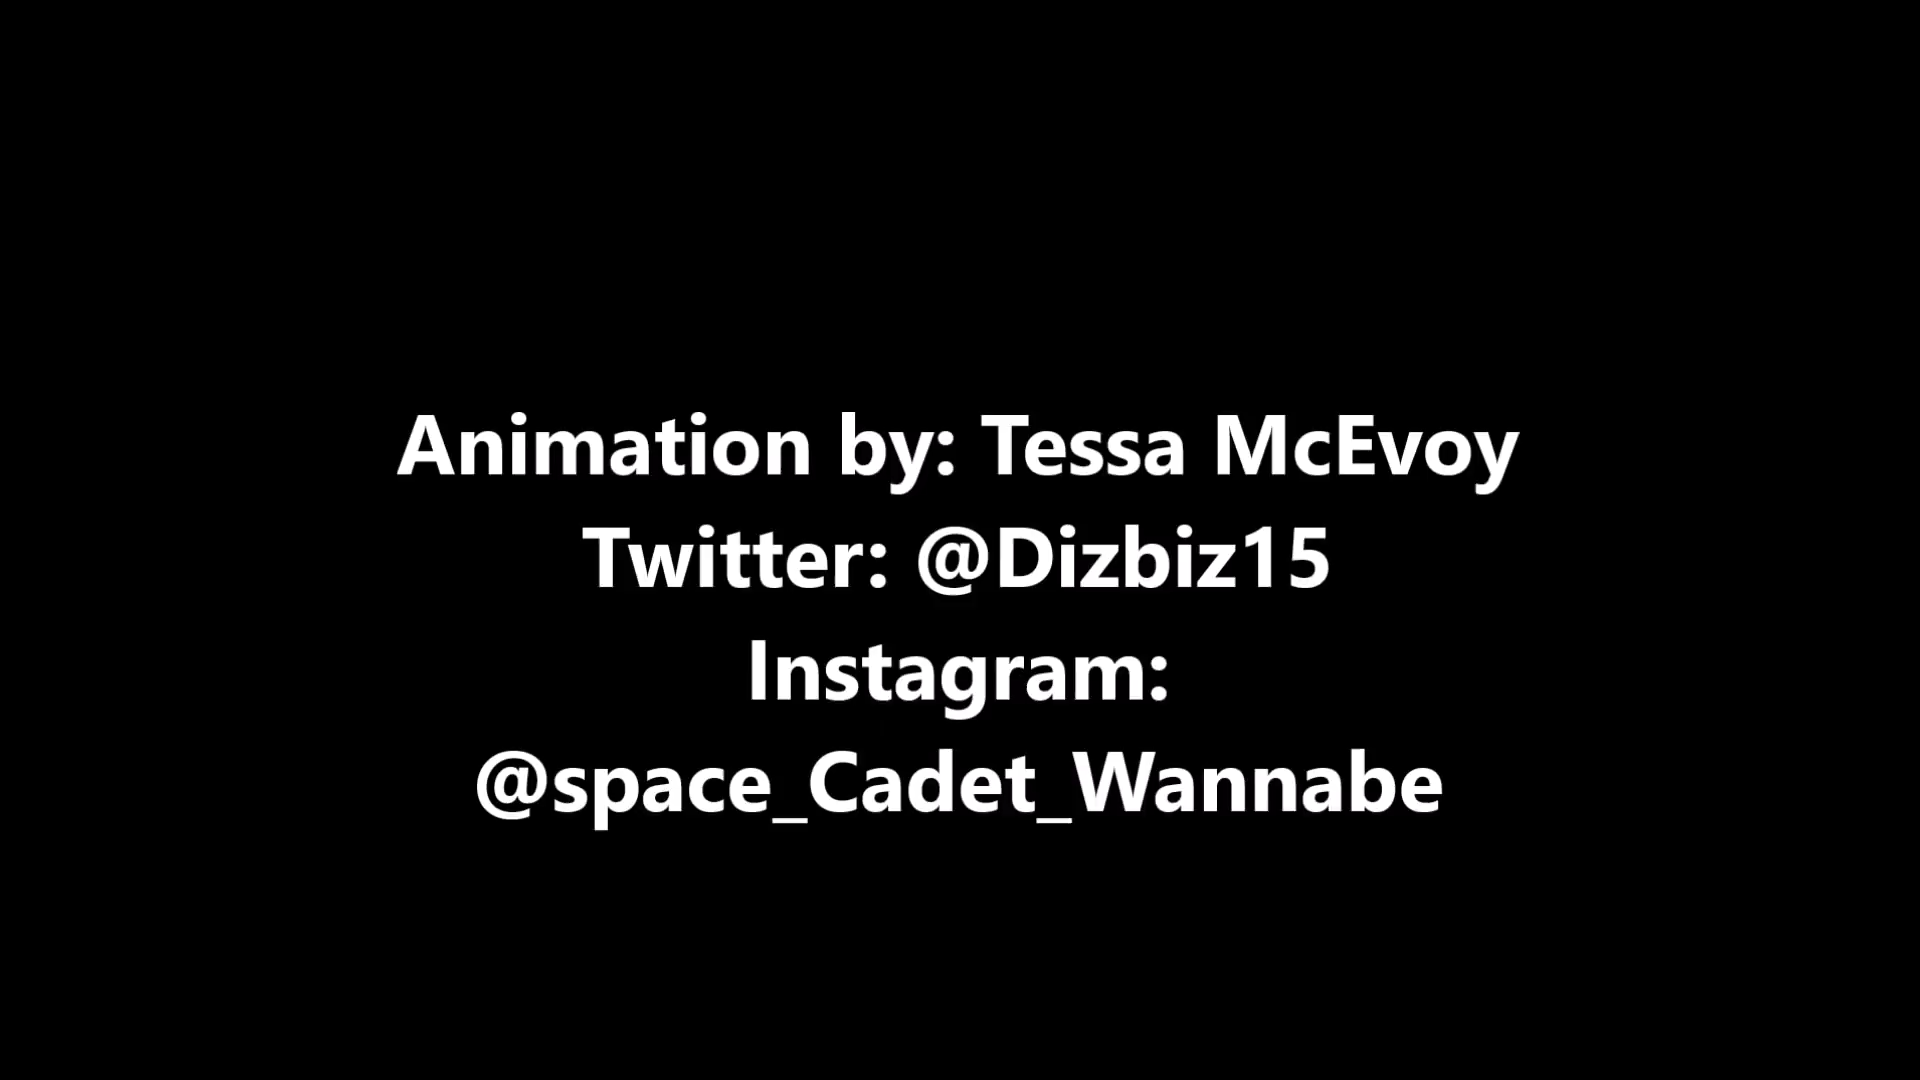 Animation by: Tessa McEvoy
Twitter: @Dizbiz15
Instagram:
@space_Cadet_Wannabe